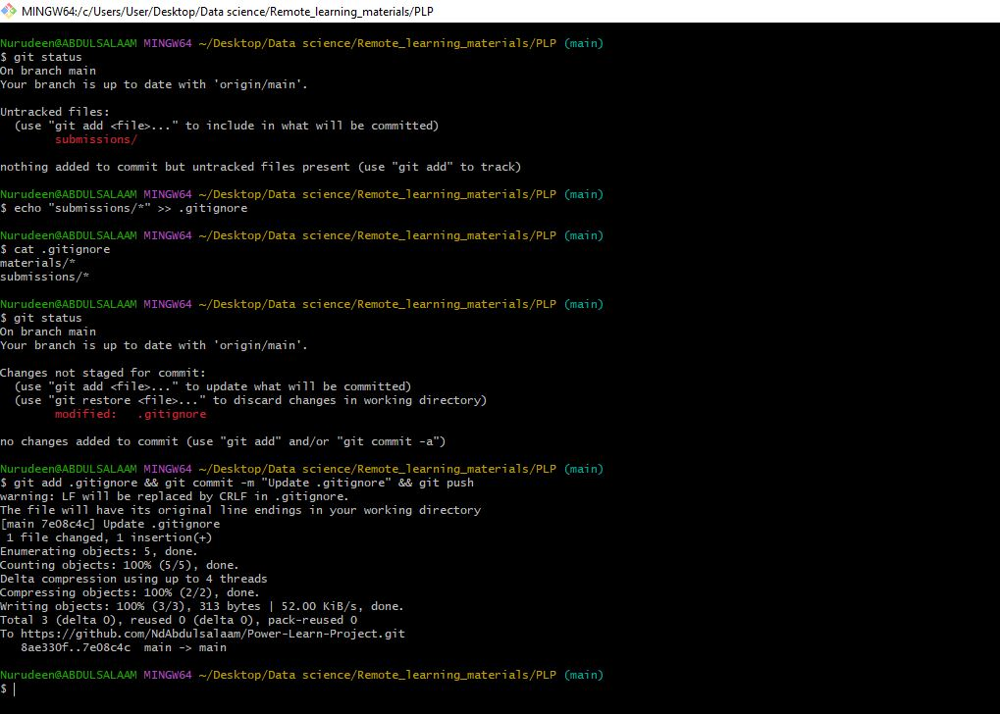 MINGW64:/c/Users/User/Desktop/Data science/Remote_learning_materials/PLP
Nurudeen@ABDULSALAAM MINGW64 ~/Desktop/Data science/Remote_learning_materials/PLP (main)
$ git status
On branch main
Your branch is up to date with 'origin/main'.
Untracked files:
  (use "git add <file>..." to include in what will be committed)
        submissions/
nothing added to commit but untracked files present (use "git add" to track)
Nurudeen@ABDULSALAAM MINGW64 ~/Desktop/Data science/Remote_learning_materials/PLP (main)
$ echo "submissions/*" >> .gitignore
Nurudeen@ABDULSALAAM MINGW64 ~/Desktop/Data science/Remote_learning_materials/PLP (main)
$ cat .gitignore
materials/*
submissions/*
Nurudeen@ABDULSALAAM MINGW64 ~/Desktop/Data science/Remote_learning_materials/PLP (main)
$ git status
On branch main
Your branch is up to date with 'origin/main'.
Changes not staged for commit:
  (use "git add <file>..." to update what will be committed)
  (use "git restore <file>..." to discard changes in working directory)
        modified:   .gitignore
no changes added to commit (use "git add" and/or "git commit -a")
Nurudeen@ABDULSALAAM MINGW64 ~/Desktop/Data science/Remote_learning_materials/PLP (main)
$ git add .gitignore && git commit -m "Update .gitignore" && git push
warning: LF will be replaced by CRLF in .gitignore.
The file will have its original line endings in your working directory
[main 7e08c4c] Update .gitignore
 1 file changed, 1 insertion(+)
Enumerating objects: 5, done.
Counting objects: 100% (5/5), done.
Delta compression using up to 4 threads
Compressing objects: 100% (2/2), done.
Writing objects: 100% (3/3), 313 bytes | 52.00 KiB/s, done.
Total 3 (delta 0), reused 0 (delta 0), pack-reused 0
To https://github.com/NdAbdulsalaam/Power-Learn-Project.git
   8ae330f..7e08c4c  main -> main
Nurudeen@ABDULSALAAM MINGW64 ~/Desktop/Data science/Remote_learning_materials/PLP (main)
$